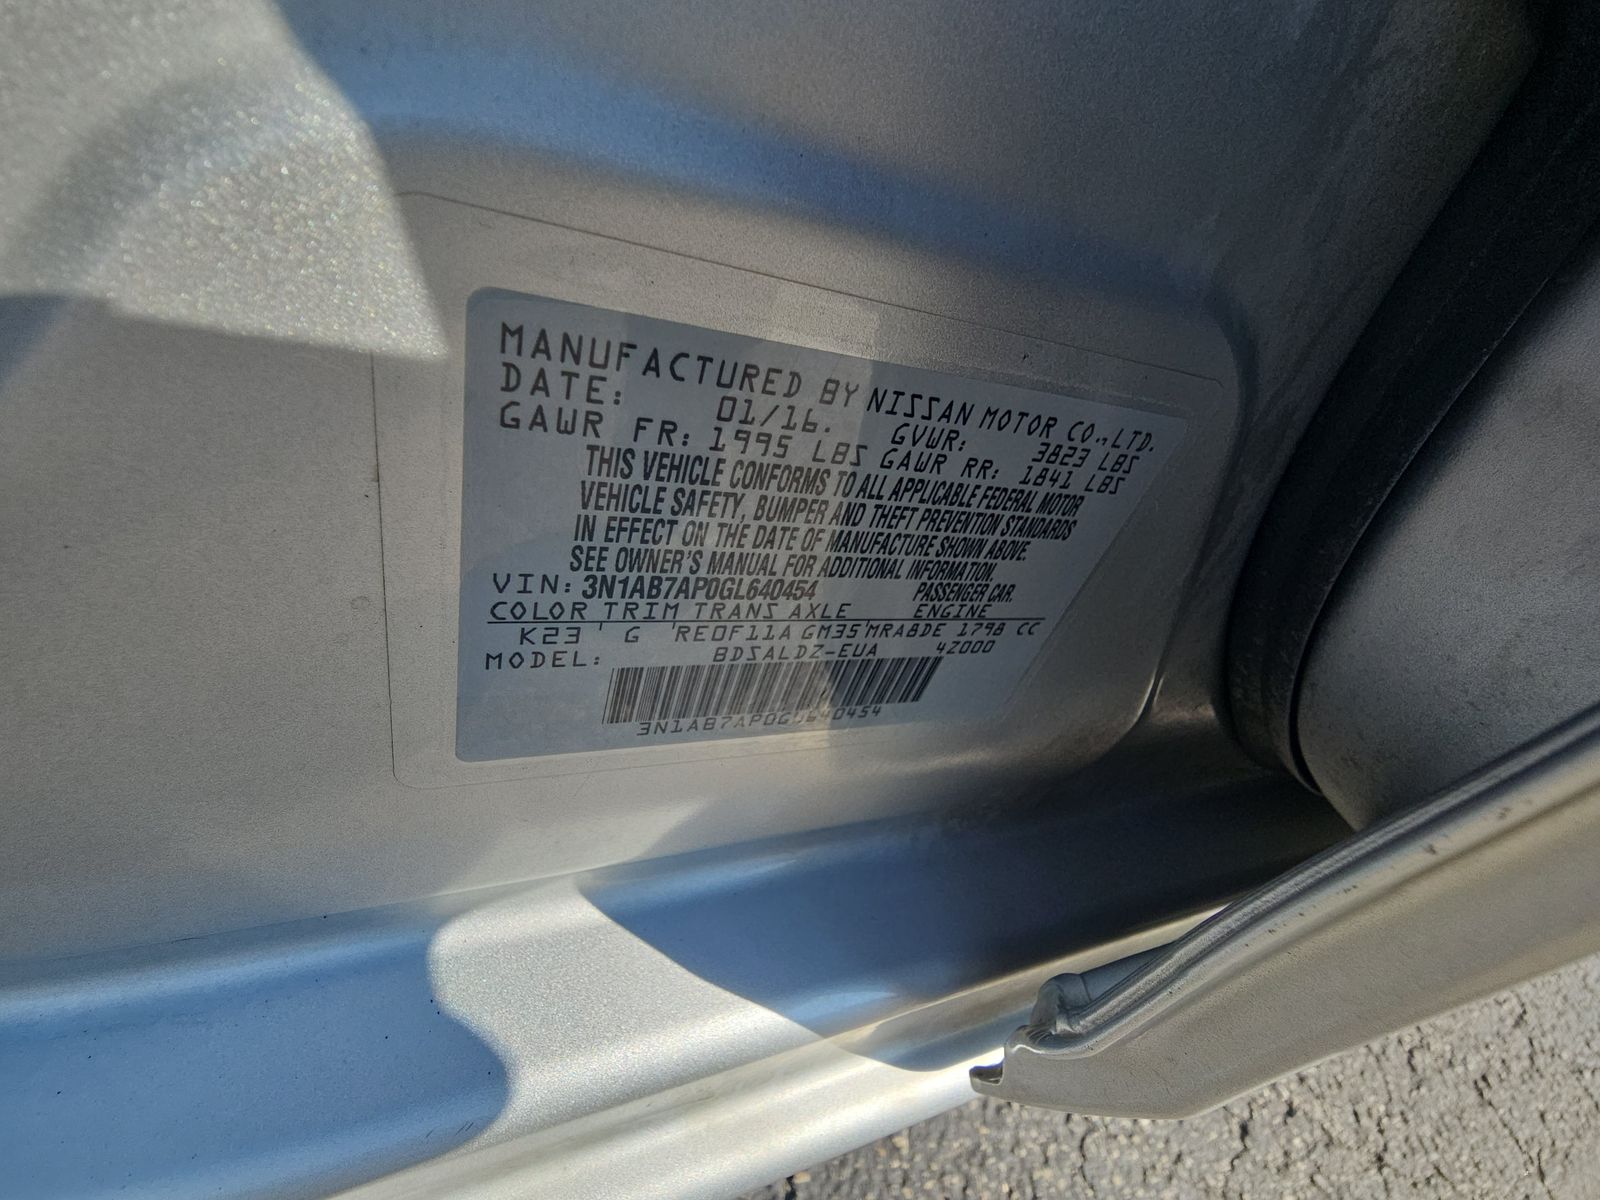 MANUFACTURED BY NISSAN MOTOR CO.,LTD.
DATE: 01/16. GVWR: 3823 LBS
GAWR FR: 1995 LBS GAWR RR: 1841 LBS
THIS VEHICLE CONFORMS TO ALL APPLICABLE FEDERAL MOTOR
VEHICLE SAFETY, BUMPER AND THEFT PREVENTION STANDARDS
IN EFFECT ON THE DATE OF MANUFACTURE SHOWN ABOVE.
SEE OWNER'S MANUAL FOR ADDITIONAL INFORMATION.
VIN: 3N1AB7AP0GL640454 PASSENGER CAR.
COLOR TRIM TRANS AXLE ENGINE
K23 ' G 'RE0F11A GM35'MRA8DE 1798 CC
MODEL: BDSALDZ-EUA 4Z000
3N1AB7AP0GL640454